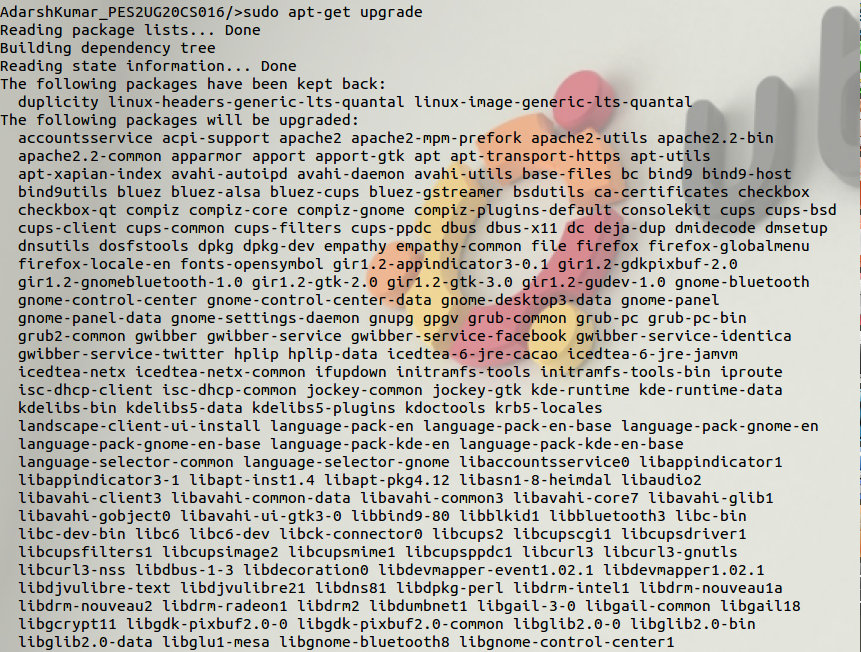 AdarshKumar_PES2UG20CS016/>sudo apt-get upgrade
Reading package lists... Done
Building dependency tree
Reading state information... Done
The following packages have been kept back:
  duplicity linux-headers-generic-lts-quantal linux-image-generic-lts-quantal
The following packages will be upgraded:
  accountsservice acpi-support apache2 apache2-mpm-prefork apache2-utils apache2.2-bin
  apache2.2-common apparmor apport apport-gtk apt apt-transport-https apt-utils
  apt-xapian-index avahi-autoipd avahi-daemon avahi-utils base-files bc bind9 bind9-host
  bind9utils bluez bluez-alsa bluez-cups bluez-gstreamer bsdutils ca-certificates checkbox
  checkbox-qt compiz compiz-core compiz-gnome compiz-plugins-default consolekit cups cups-bsd
  cups-client cups-common cups-filters cups-ppdc dbus dbus-x11 dc deja-dup dmidecode dmsetup
  dnsutils dosfstools dpkg dpkg-dev empathy empathy-common file firefox firefox-globalmenu
  firefox-locale-en fonts-opensymbol gir1.2-appindicator3-0.1 gir1.2-gdkpixbuf-2.0
  gir1.2-gnomebluetooth-1.0 gir1.2-gtk-2.0 gir1.2-gtk-3.0 gir1.2-gudev-1.0 gnome-bluetooth
  gnome-control-center gnome-control-center-data gnome-desktop3-data gnome-panel
  gnome-panel-data gnome-settings-daemon gnupg gpgv grub-common grub-pc grub-pc-bin
  grub2-common gwibber gwibber-service gwibber-service-facebook gwibber-service-identica
  gwibber-service-twitter hplip hplip-data icedtea-6-jre-cacao icedtea-6-jre-jamvm
  icedtea-netx icedtea-netx-common ifupdown initramfs-tools initramfs-tools-bin iproute
  isc-dhcp-client isc-dhcp-common jockey-common jockey-gtk kde-runtime kde-runtime-data
  kdelibs-bin kdelibs5-data kdelibs5-plugins kdoctools krb5-locales
  landscape-client-ui-install language-pack-en language-pack-en-base language-pack-gnome-en
  language-pack-gnome-en-base language-pack-kde-en language-pack-kde-en-base
  language-selector-common language-selector-gnome libaccountsservice0 libappindicator1
  libappindicator3-1 libapt-inst1.4 libapt-pkg4.12 libasn1-8-heimdal libaudio2
  libavahi-client3 libavahi-common-data libavahi-common3 libavahi-core7 libavahi-glib1
  libavahi-gobject0 libavahi-ui-gtk3-0 libbind9-80 libblkid1 libbluetooth3 libc-bin
  libc-dev-bin libc6 libc6-dev libck-connector0 libcups2 libcupscgi1 libcupsdriver1
  libcupsfilters1 libcupsimage2 libcupsmime1 libcupsppdc1 libcurl3 libcurl3-gnutls
  libcurl3-nss libdbus-1-3 libdecoration0 libdevmapper-event1.02.1 libdevmapper1.02.1
  libdjvulibre-text libdjvulibre21 libdns81 libdpkg-perl libdrm-intel1 libdrm-nouveau1a
  libdrm-nouveau2 libdrm-radeon1 libdrm2 libdumbnet1 libgail-3-0 libgail-common libgail18
  libgcrypt11 libgdk-pixbuf2.0-0 libgdk-pixbuf2.0-common libglib2.0-0 libglib2.0-bin
  libglib2.0-data libglu1-mesa libgnome-bluetooth8 libgnome-control-center1